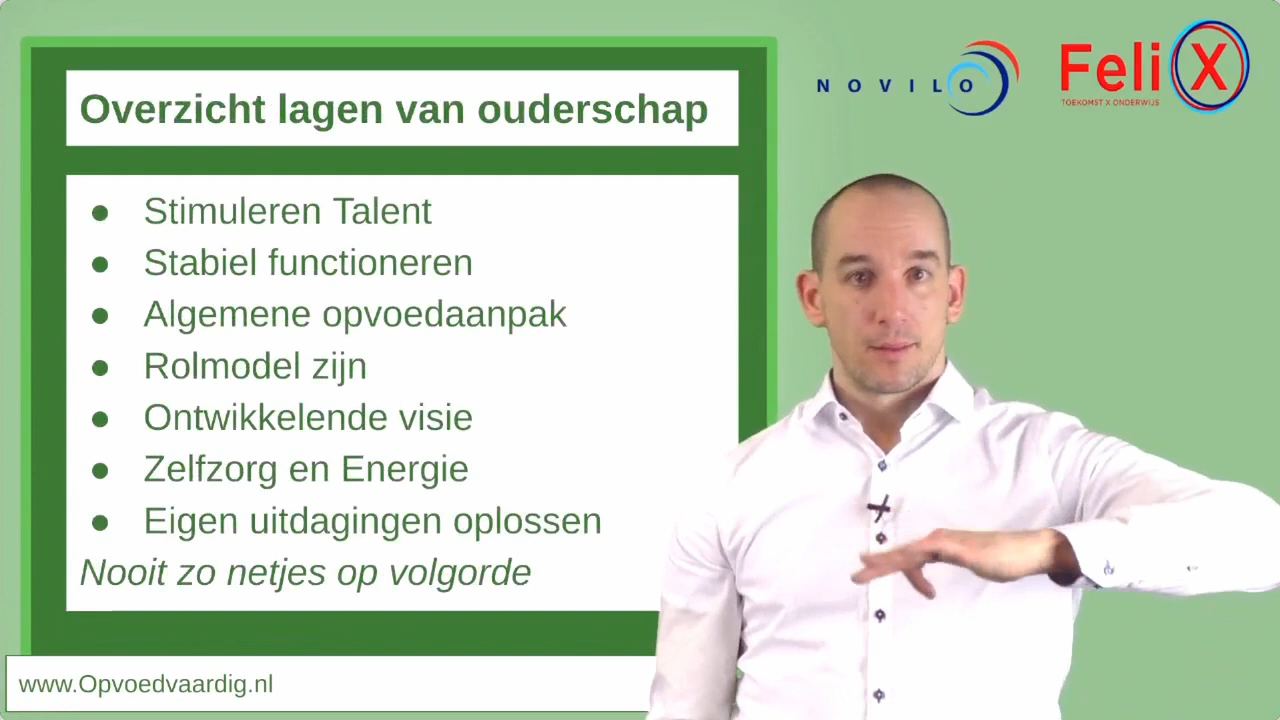 Overzicht lagen van ouderschap
NOVILO
FeliX
TOEKOMST X ONDERWIJS
● Stimuleren Talent
● Stabiel functioneren
● Algemene opvoedaanpak
● Rolmodel zijn
● Ontwikkelende visie
● Zelfzorg en Energie
● Eigen uitdagingen oplossen
Nooit zo netjes op volgorde
www.Opvoedvaardig.nl